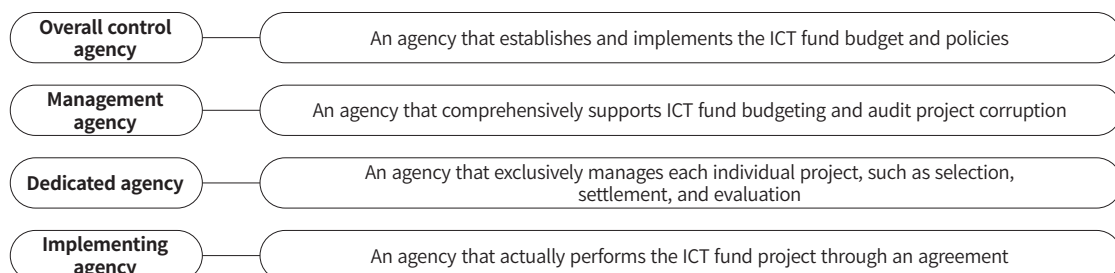 Overall control
agency
An agency that establishes and implements the ICT fund budget and policies
Management
agency
An agency that comprehensively supports ICT fund budgeting and audit project corruption
Dedicated agency
An agency that exclusively manages each individual project, such as selection,
settlement, and evaluation
Implementing
agency
An agency that actually performs the ICT fund project through an agreement